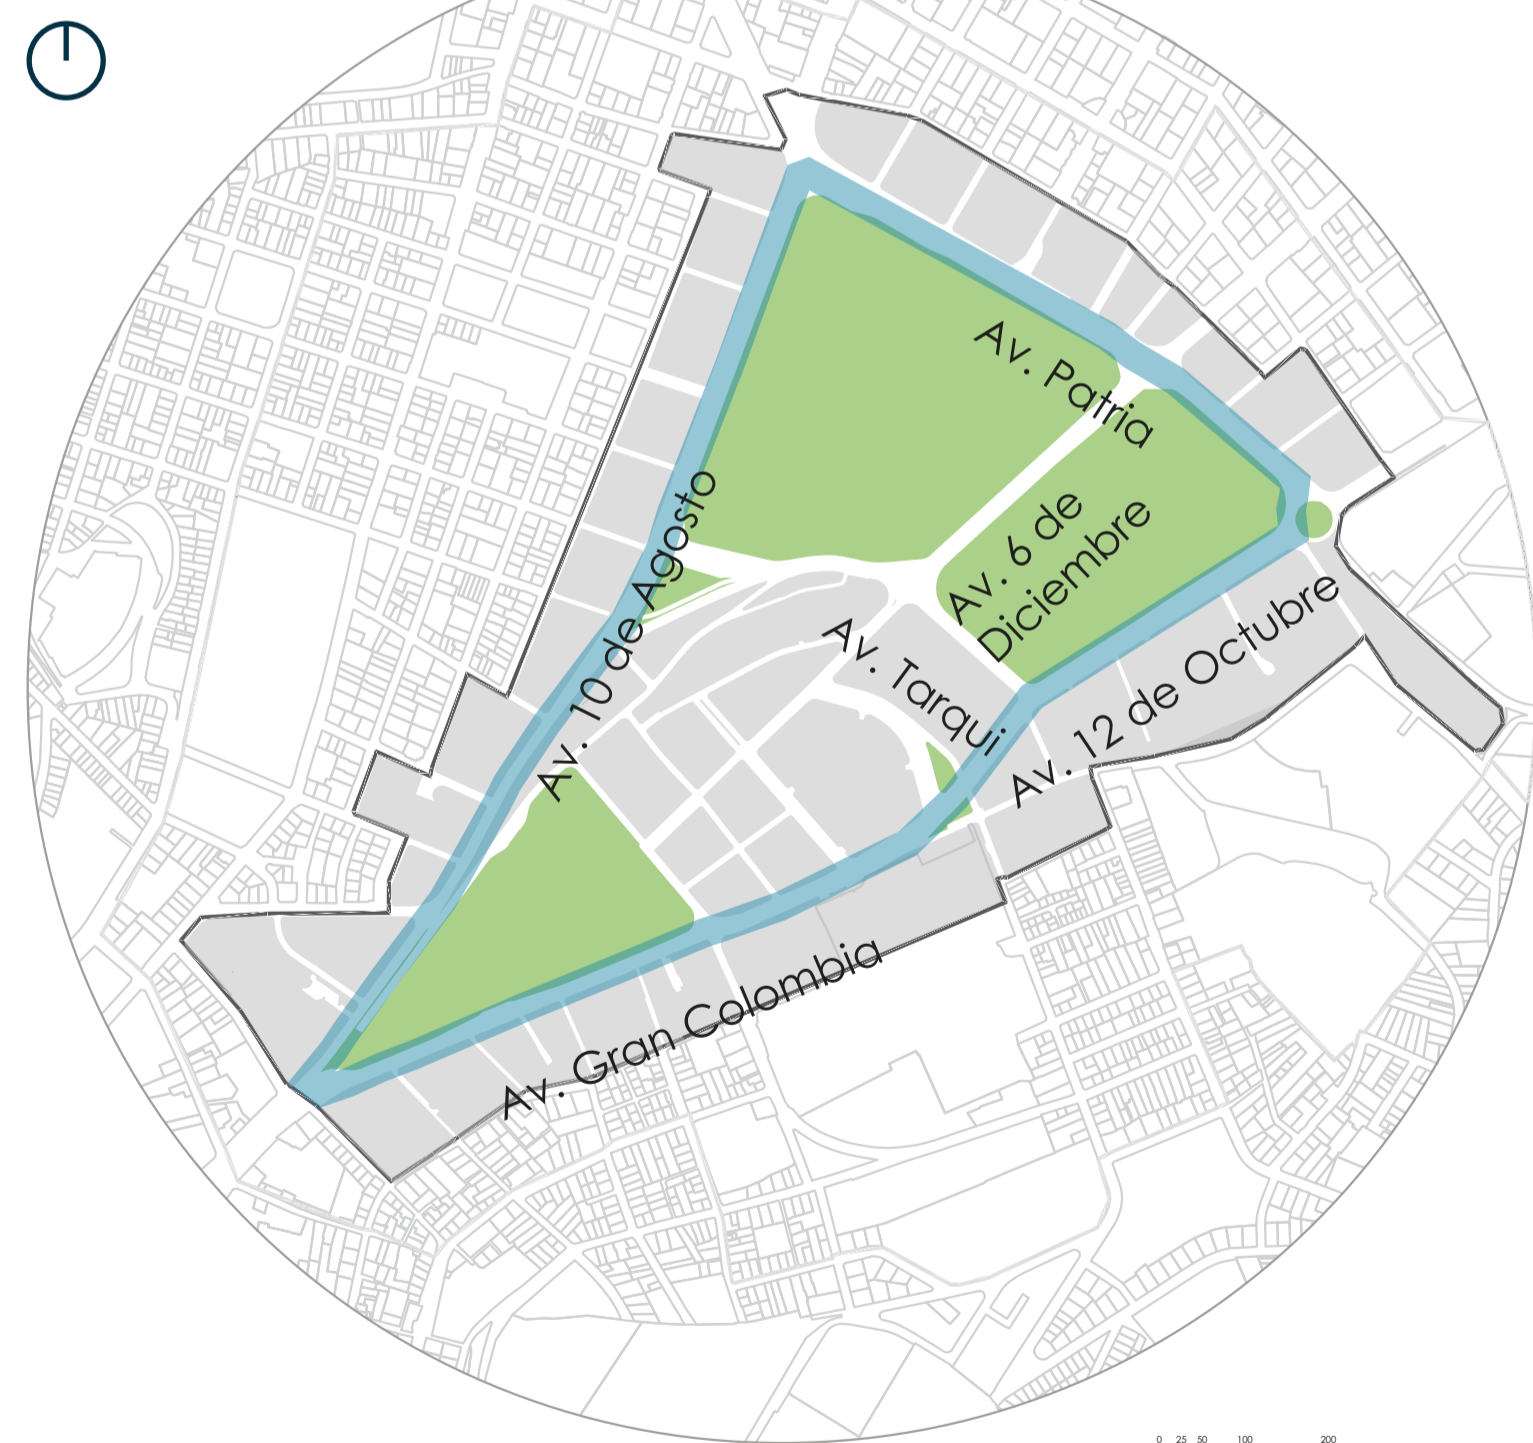 Av. Patria
Av. 6 de
Diciembre
Av. 10 de Agosto
Av. Tarqui
Av. 12 de Octubre
Av. Gran Colombia
0 25 50 100 200